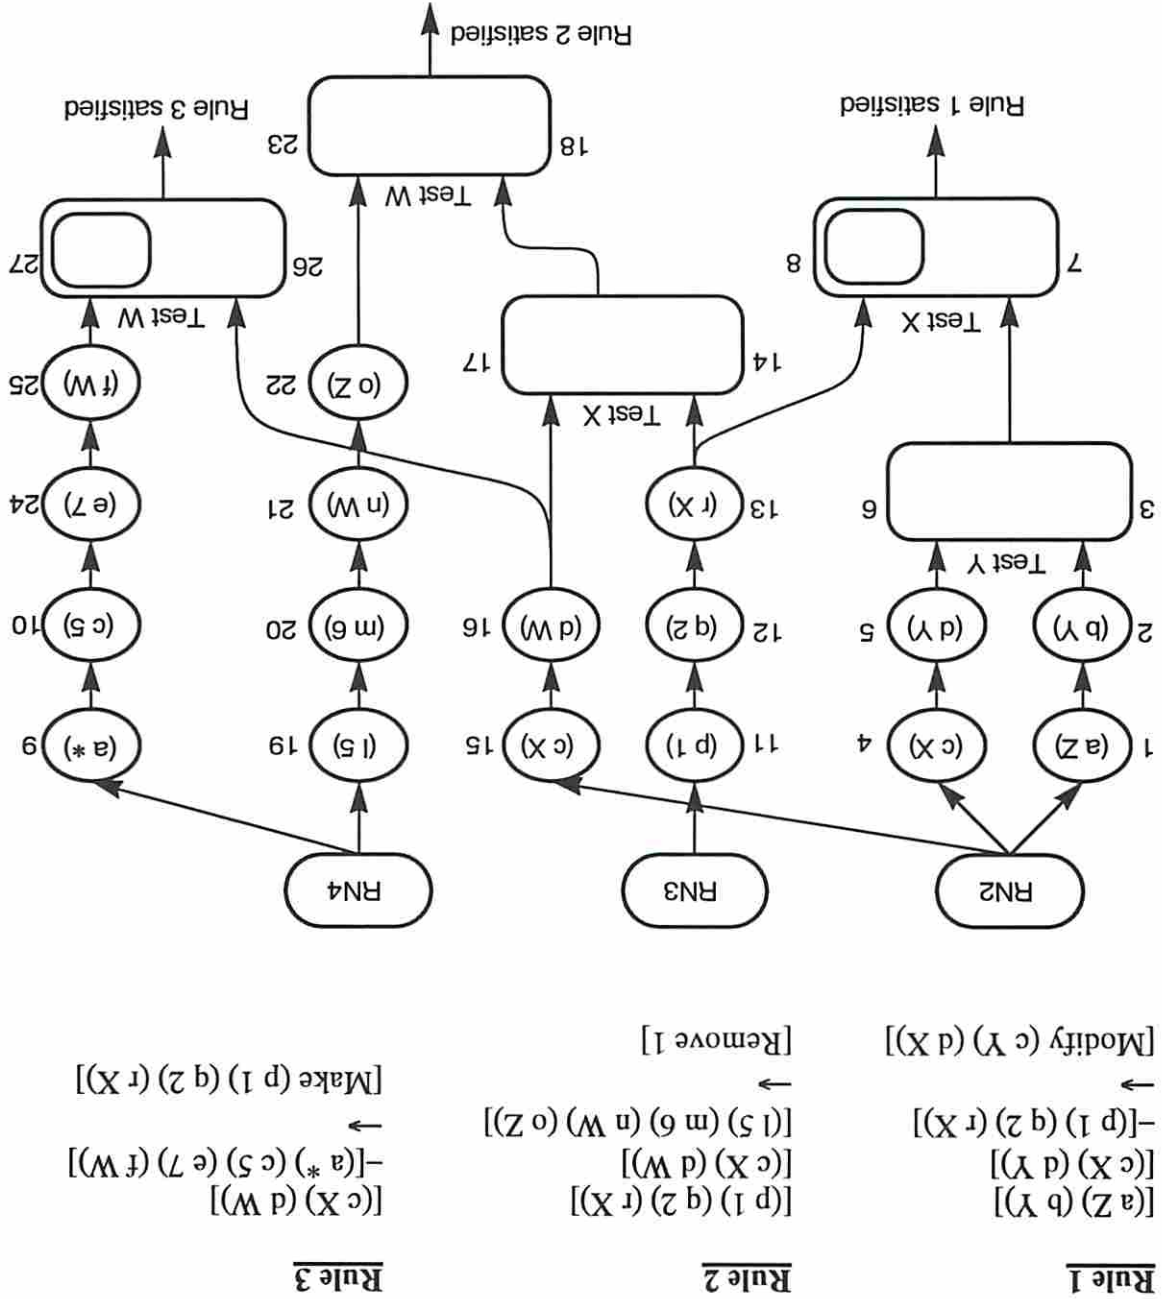 Rule 1
[(a Z) (b Y)]
[(c X) (d Y)]
–[(p 1) (q 2) (r X)]
→
[Modify (c Y) (d X)]
Rule 2
[(p 1) (q 2) (r X)]
[(c X) (d W)]
[(l 5) (m 6) (n W) (o Z)]
→
[Remove 1]
Rule 3
[(c X) (d W)]
–[(a *) (c 5) (e 7) (f W)]
→
[Make (p 1) (q 2) (r X)]
RN2 RN3 RN4
1 (a Z) (c X) 4 11 (p 1) (c X) 15 (l 5) 19 (a *) 9
2 (b Y) (d Y) 5 12 (q 2) (d W) 16 (m 6) 20 (c 5) 10
Test Y
3 6 13 (r X) (n W) 21 (e 7) 24
Test X
14 17 (o Z) 22 (f W) 25
Test X Test W
7 8 26 27
Test W
18 23
Rule 1 satisfied Rule 3 satisfied
Rule 2 satisfied